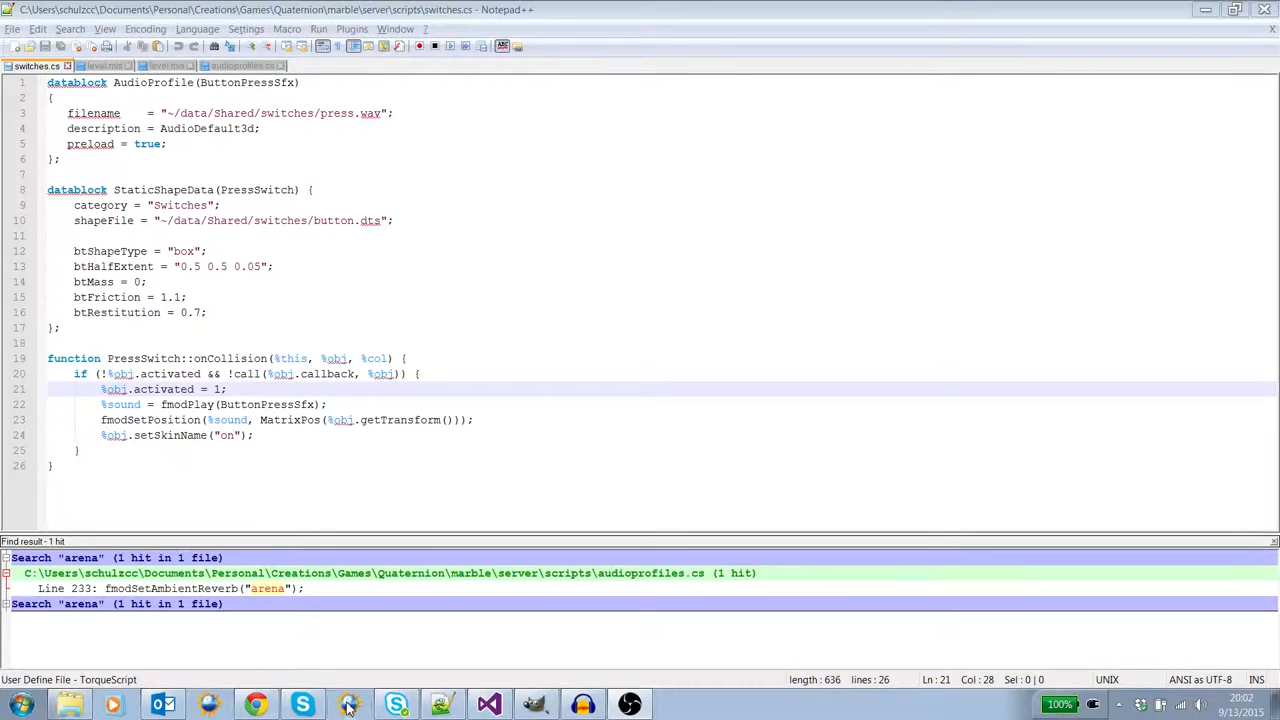 C:\Users\schulzcc\Documents\Personal\Creations\Games\Quaternion\marble\server\scripts\switches.cs - Notepad++
File Edit Search View Encoding Language Settings Macro Run Plugins Window ? X
switches.cs level.mis level.mis audioprofiles.cs
1 datablock AudioProfile(ButtonPressSfx)
2 {
3 filename = "~/data/Shared/switches/press.wav";
4 description = AudioDefault3d;
5 preload = true;
6 };
7
8 datablock StaticShapeData(PressSwitch) {
9 category = "Switches";
10 shapeFile = "~/data/Shared/switches/button.dts";
11
12 btShapeType = "box";
13 btHalfExtent = "0.5 0.5 0.05";
14 btMass = 0;
15 btFriction = 1.1;
16 btRestitution = 0.7;
17 };
18
19 function PressSwitch::onCollision(%this, %obj, %col) {
20 if (!%obj.activated && !call(%obj.callback, %obj)) {
21 %obj.activated = 1;
22 %sound = fmodPlay(ButtonPressSfx);
23 fmodSetPosition(%sound, MatrixPos(%obj.getTransform()));
24 %obj.setSkinName("on");
25 }
26 }
Find result - 1 hit
Search "arena" (1 hit in 1 file)
C:\Users\schulzcc\Documents\Personal\Creations\Games\Quaternion\marble\server\scripts\audioprofiles.cs (1 hit)
Line 233: fmodSetAmbientReverb("arena");
Search "arena" (1 hit in 1 file)
User Define File - TorqueScript length : 636 lines : 26 Ln : 21 Col : 28 Sel : 0 | 0 UNIX ANSI as UTF-8 INS
100% 20:02
9/13/2015